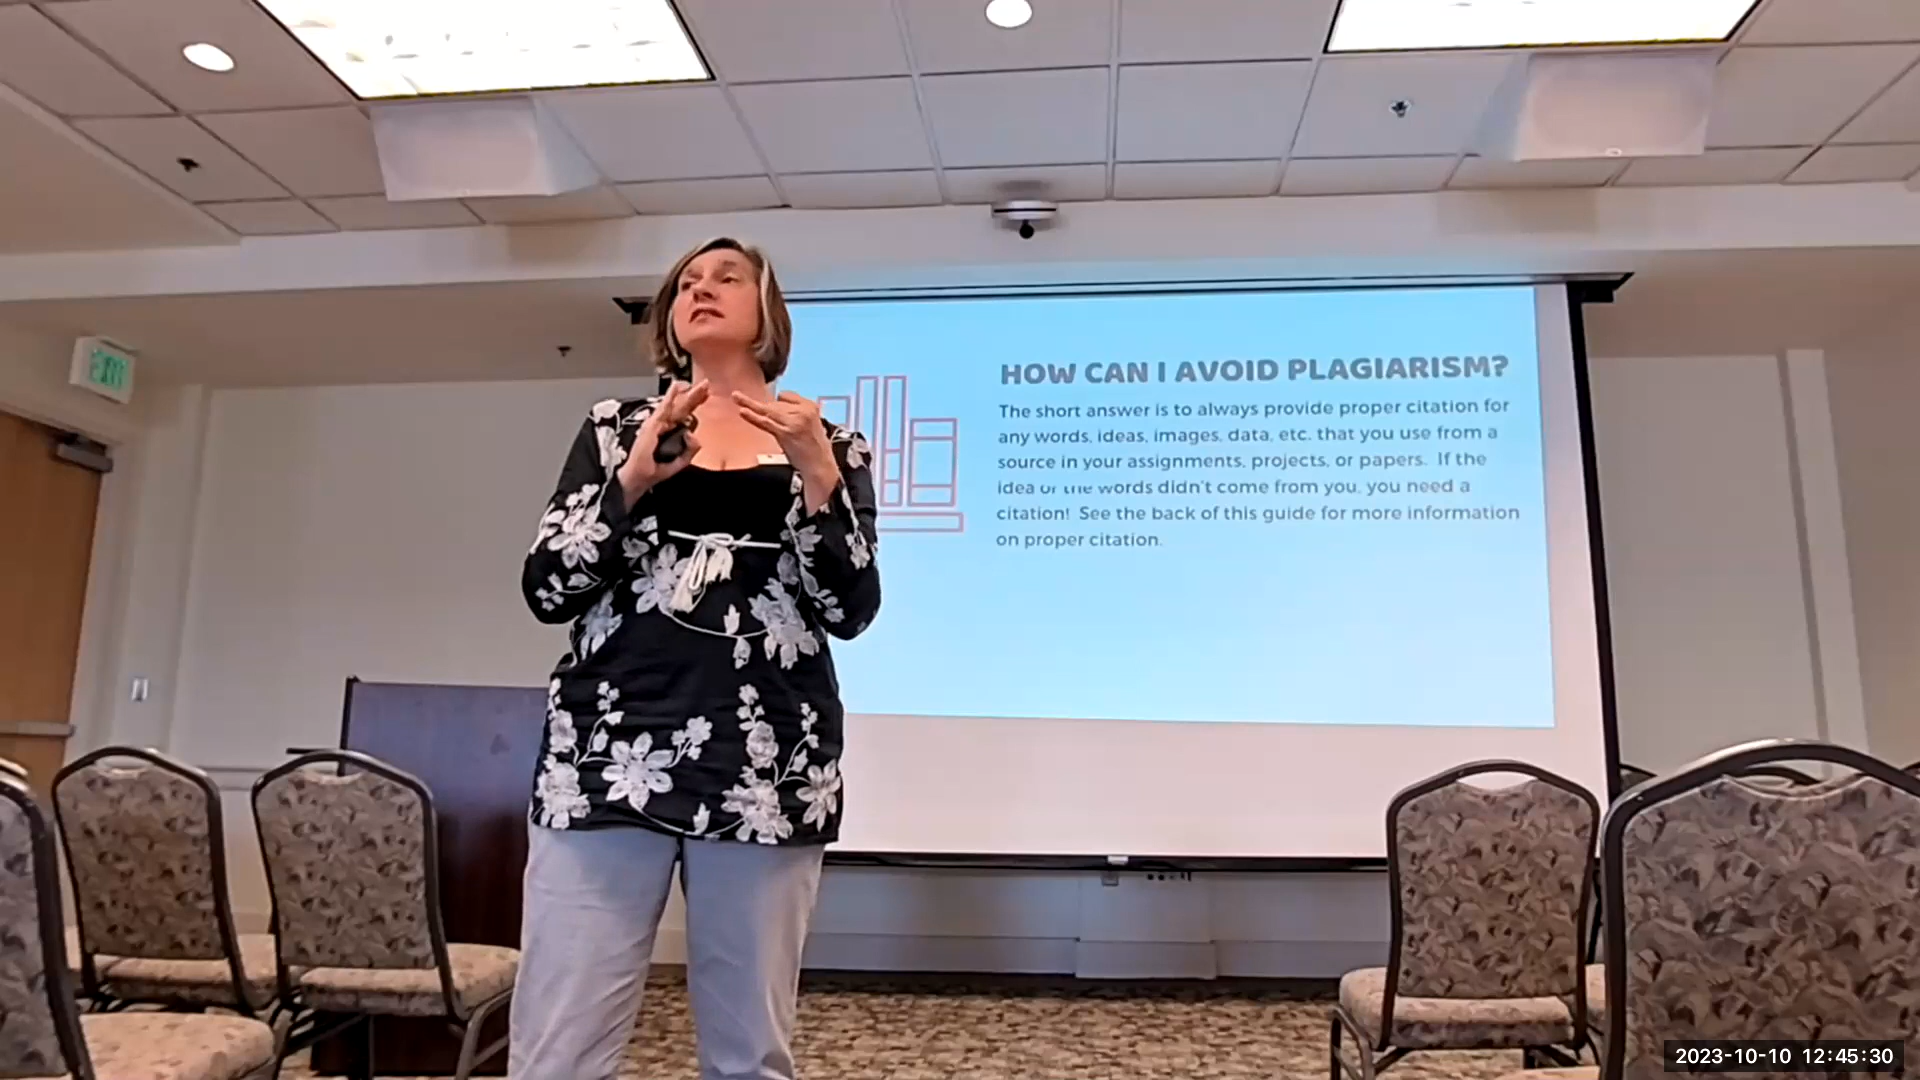 HOW CAN I AVOID PLAGIARISM?
The short answer is to always provide proper citation for
any words, ideas, images, data, etc. that you use from a
source in your assignments, projects, or papers. If the
idea or the words didn't come from you, you need a
citation! See the back of this guide for more information
on proper citation.
EXIT
2023-10-10 12:45:30